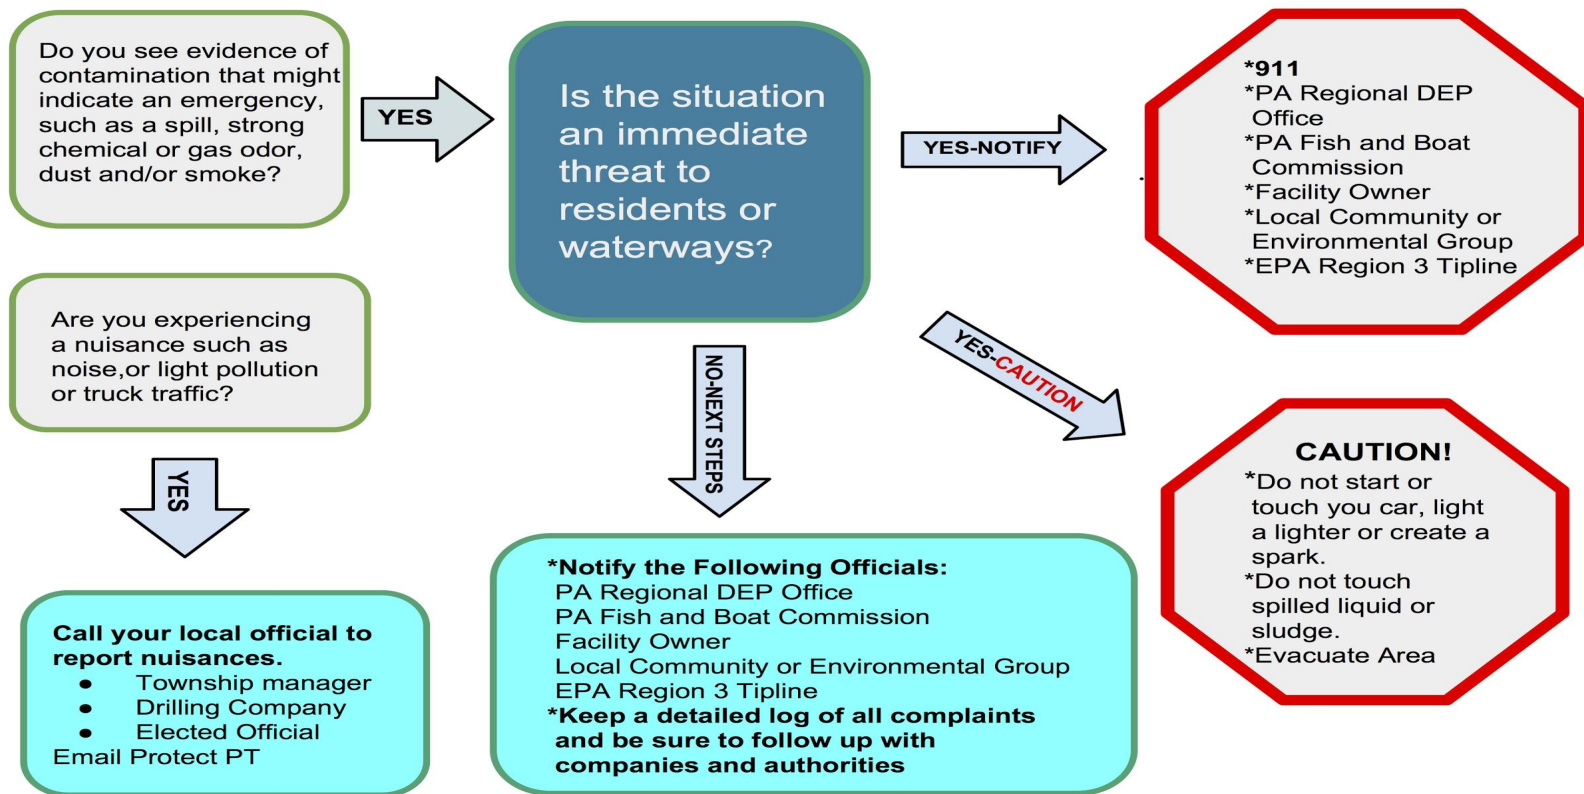 Do you see evidence of
contamination that might
indicate an emergency,
such as a spill, strong
chemical or gas odor,
dust and/or smoke?
YES
Is the situation
an immediate
threat to
residents or
waterways?
YES-NOTIFY
*911
*PA Regional DEP
Office
*PA Fish and Boat
Commission
*Facility Owner
*Local Community or
Environmental Group
*EPA Region 3 Tipline
Are you experiencing
a nuisance such as
noise,or light pollution
or truck traffic?
YES
NO-NEXT STEPS
YES-CAUTION
CAUTION!
*Do not start or
touch you car, light
a lighter or create a
spark.
*Do not touch
spilled liquid or
sludge.
*Evacuate Area
Call your local official to
report nuisances.
● Township manager
● Drilling Company
● Elected Official
Email Protect PT
*Notify the Following Officials:
PA Regional DEP Office
PA Fish and Boat Commission
Facility Owner
Local Community or Environmental Group
EPA Region 3 Tipline
*Keep a detailed log of all complaints
and be sure to follow up with
companies and authorities